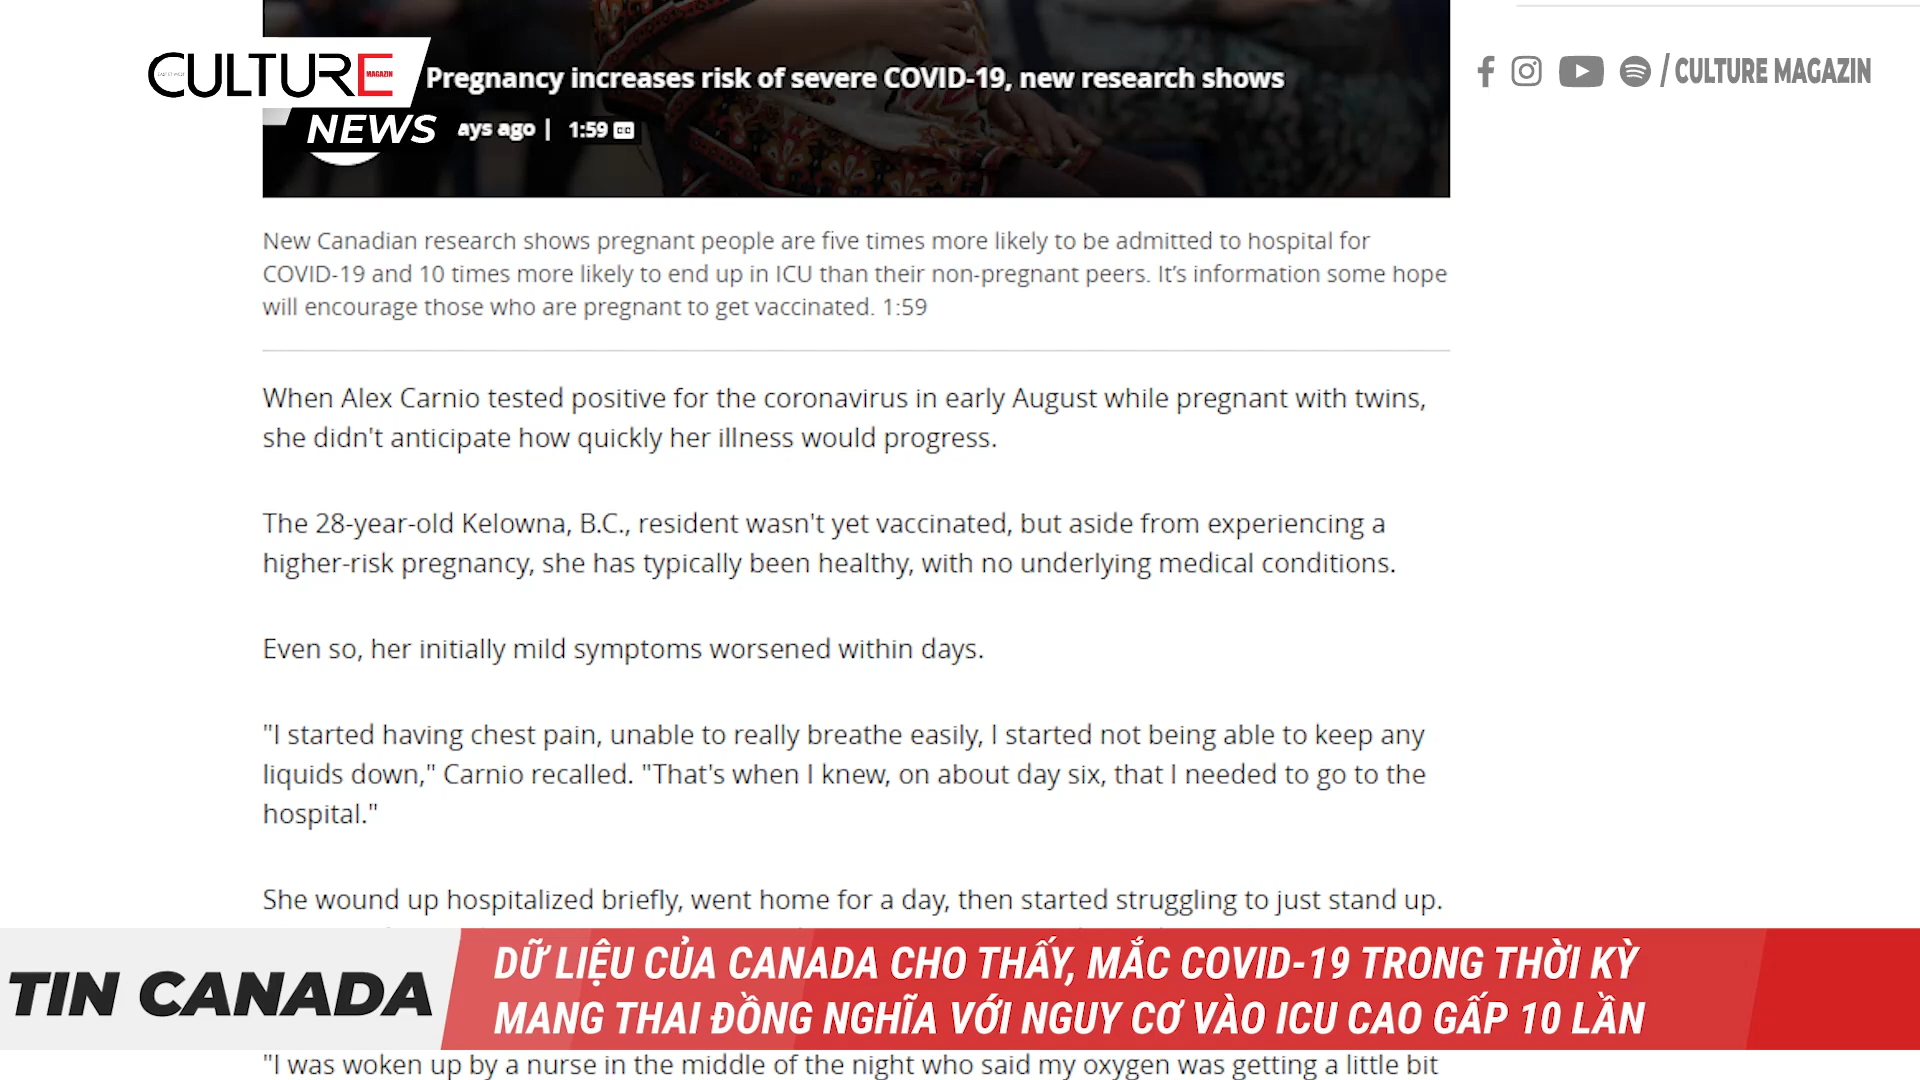 CULTURE
MAGAZIN
NEWS
Pregnancy increases risk of severe COVID-19, new research shows
ays ago | 1:59
/ CULTURE MAGAZIN
New Canadian research shows pregnant people are five times more likely to be admitted to hospital for
COVID-19 and 10 times more likely to end up in ICU than their non-pregnant peers. It's information some hope
will encourage those who are pregnant to get vaccinated. 1:59
When Alex Carnio tested positive for the coronavirus in early August while pregnant with twins,
she didn't anticipate how quickly her illness would progress.
The 28-year-old Kelowna, B.C., resident wasn't yet vaccinated, but aside from experiencing a
higher-risk pregnancy, she has typically been healthy, with no underlying medical conditions.
Even so, her initially mild symptoms worsened within days.
"I started having chest pain, unable to really breathe easily, I started not being able to keep any
liquids down," Carnio recalled. "That's when I knew, on about day six, that I needed to go to the
hospital."
She wound up hospitalized briefly, went home for a day, then started struggling to just stand up.
TIN CANADA
DỮ LIỆU CỦA CANADA CHO THẤY, MẮC COVID-19 TRONG THỜI KỲ
MANG THAI ĐỒNG NGHĨA VỚI NGUY CƠ VÀO ICU CAO GẤP 10 LẦN
"I was woken up by a nurse in the middle of the night who said my oxygen was getting a little bit